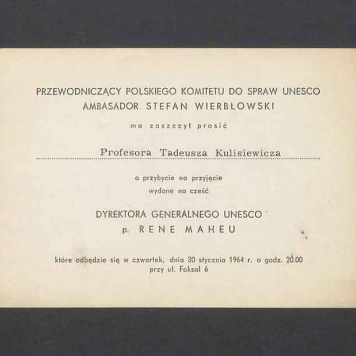 PRZEWODNICZĄCY POLSKIEGO KOMITETU DO SPRAW UNESCO
AMBASADOR STEFAN WIERBŁOWSKI
ma zaszczyt prosić
Profesora Tadeusza Kulisiewicza
o przybycie na przyjęcie
wydane na cześć
DYREKTORA GENERALNEGO UNESCO
p. RENE MAHEU
które odbędzie się w czwartek, dnia 30 stycznia 1964 r. o godz. 20.00
przy ul. Foksal 6